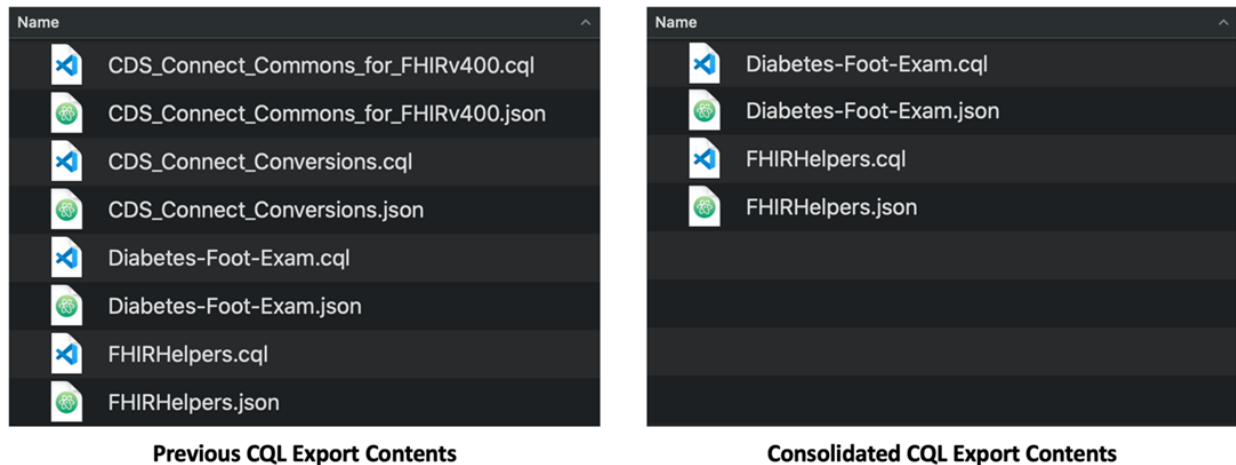 Name
CDS_Connect_Commons_for_FHIRv400.cql
CDS_Connect_Commons_for_FHIRv400.json
CDS_Connect_Conversions.cql
CDS_Connect_Conversions.json
Diabetes-Foot-Exam.cql
Diabetes-Foot-Exam.json
FHIRHelpers.cql
FHIRHelpers.json
Previous CQL Export Contents
Name
Diabetes-Foot-Exam.cql
Diabetes-Foot-Exam.json
FHIRHelpers.cql
FHIRHelpers.json
Consolidated CQL Export Contents